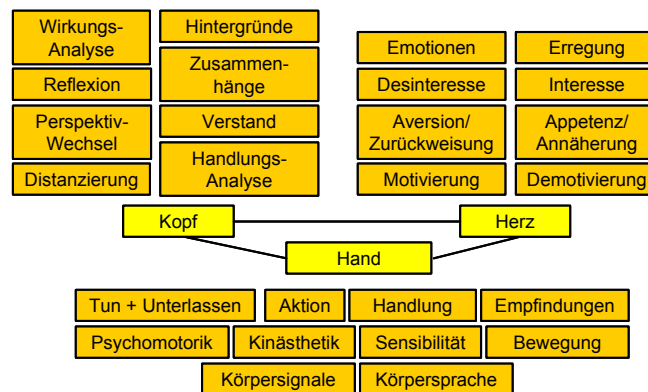 Wirkungs-
Analyse
Reflexion
Perspektiv-
Wechsel
Distanzierung
Hintergründe
Zusammen-
hänge
Verstand
Handlungs-
Analyse
Emotionen
Erregung
Desinteresse
Interesse
Aversion/
Zurückweisung
Appetenz/
Annäherung
Motivierung
Demotivierung
Kopf
Herz
Hand
Tun + Unterlassen
Aktion
Handlung
Empfindungen
Psychomotorik
Kinästhetik
Sensibilität
Bewegung
Körpersignale
Körpersprache